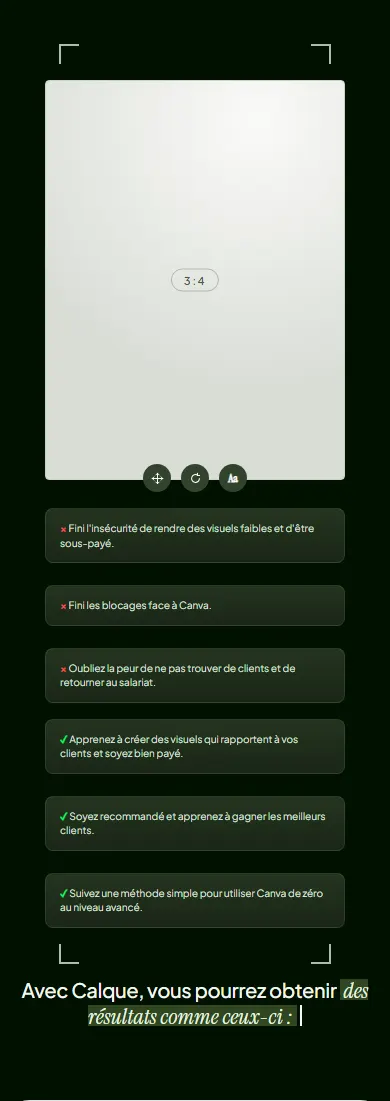 3:4
Aa
× Fini l'insécurité de rendre des visuels faibles et d'être
sous-payé.
× Fini les blocages face à Canva.
× Oubliez la peur de ne pas trouver de clients et de
retourner au salariat.
✓ Apprenez à créer des visuels qui rapportent à vos
clients et soyez bien payé.
✓ Soyez recommandé et apprenez à gagner les meilleurs
clients.
✓ Suivez une méthode simple pour utiliser Canva de zéro
au niveau avancé.
Avec Calque, vous pourrez obtenir des
résultats comme ceux-ci :